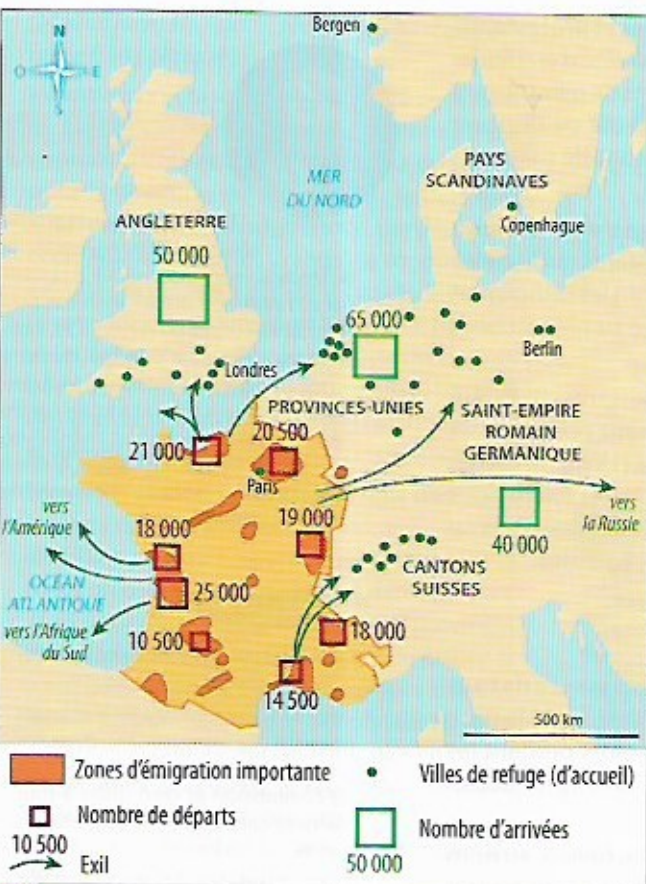 Bergen
N
O
E
PAYS
SCANDINAVES
MER
DU NORD
Copenhague
ANGLETERRE
50 000
65 000
Berlin
Londres
PROVINCES-UNIES
SAINT-EMPIRE
ROMAIN
GERMANIQUE
21 000
20 500
Paris
vers
l'Amérique
18 000
19 000
vers
la Russie
40 000
CANTONS
SUISSES
OCÉAN
ATLANTIQUE
25 000
vers l'Afrique
du Sud
10 500
18 000
14 500
500 km
Zones d'émigration importante
Villes de refuge (d'accueil)
Nombre de départs
10 500
Nombre d'arrivées
50 000
Exil